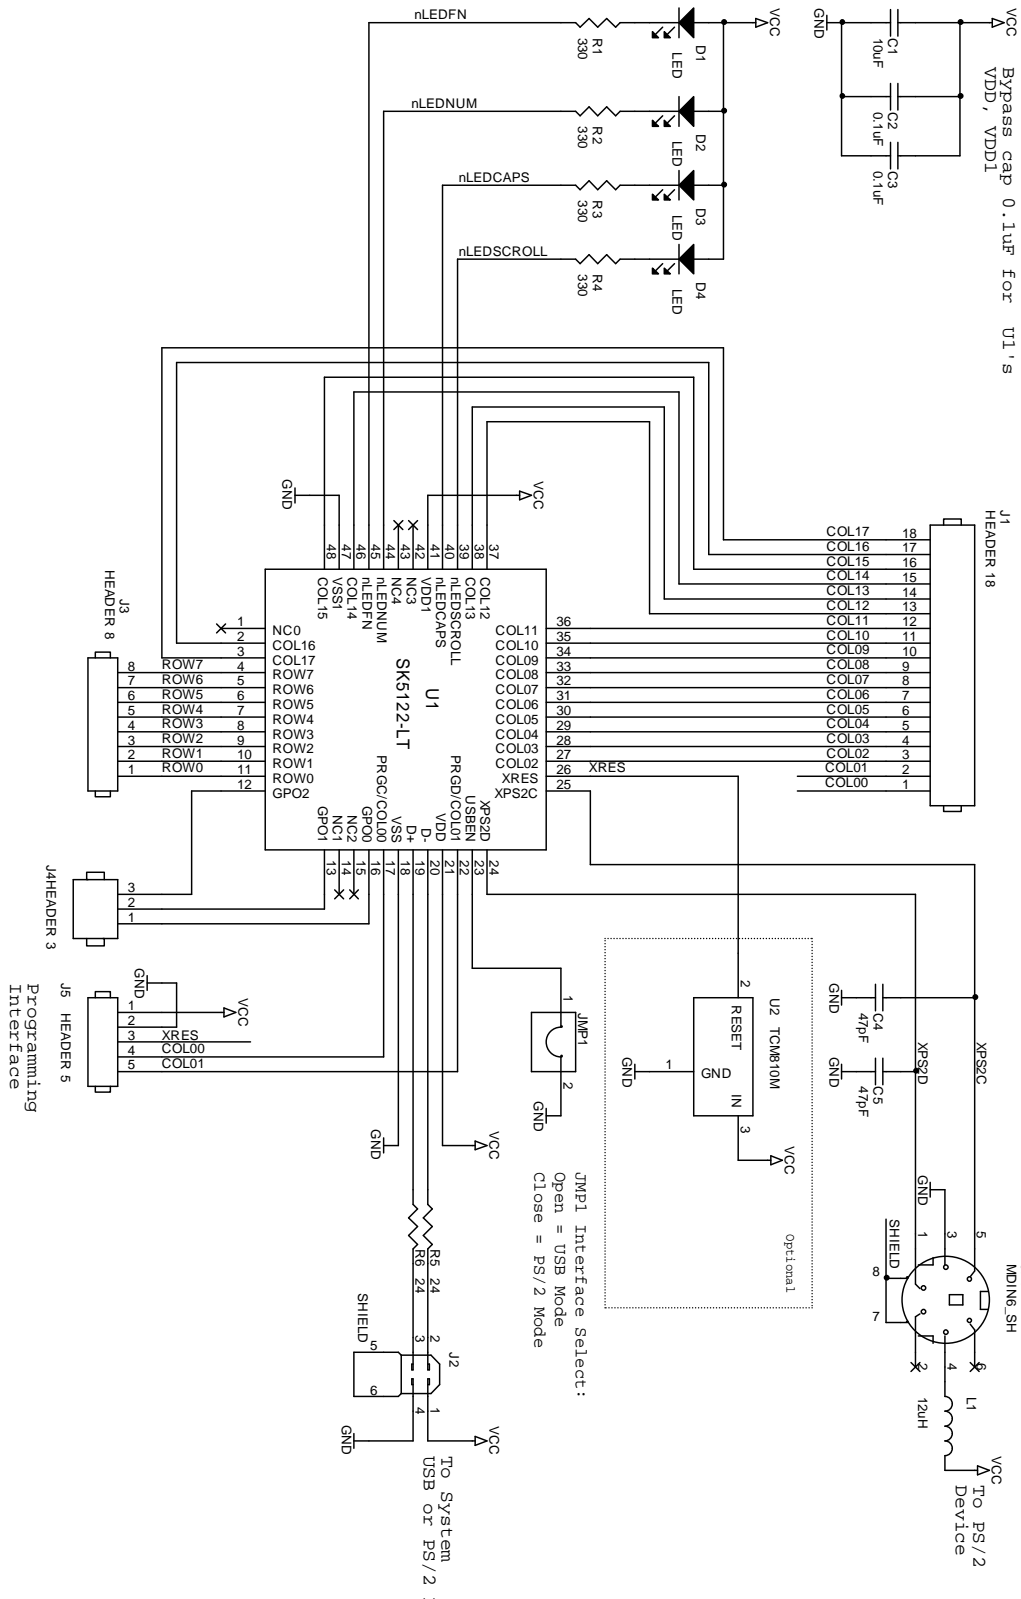 Bypass cap 0.1uF for U1's
VDD, VDD1
VCC
GND
C1
10uF
C2
0.1uF
C3
0.1uF
VCC
D1
LED
R1
330
nLEDFN
D2
LED
R2
330
nLEDNUM
D3
LED
R3
330
nLEDCAPS
D4
LED
R4
330
nLEDSCROLL
J1
HEADER 18
COL17 18
COL16 17
COL15 16
COL14 15
COL13 14
COL12 13
COL11 12
COL10 11
COL09 10
COL08 9
COL07 8
COL06 7
COL05 6
COL04 5
COL03 4
COL02 3
COL01 2
COL00 1
VCC
GND
48 COL15
47 VSS1
46 COL14
45 nLEDFN
44 nLEDNUM
43 NC4
42 NC3
41 VDD1
40 nLEDCAPS
39 nLEDSCROLL
38 COL13
37 COL12
U1
SK5122-LT
1 NC0
2 COL16
3 COL17
4 ROW7
5 ROW6
6 ROW5
7 ROW4
8 ROW3
9 ROW2
10 ROW1
11 ROW0
12 GPO2
COL11 36
COL10 35
COL09 34
COL08 33
COL07 32
COL06 31
COL05 30
COL04 29
COL03 28
COL02 27
XRES 26 XRES
XPS2C 25
GPO1 13
NC1 14
NC2 15
GPO0 16
PRGC/COL00 17
VSS 18
D+ 19
D- 20
VDD 21
PRGD/COL01 22
USBEN 23
XPS2D 24
J3
HEADER 8
8 ROW7
7 ROW6
6 ROW5
5 ROW4
4 ROW3
3 ROW2
2 ROW1
1 ROW0
J4HEADER 3
3
2
1
J5 HEADER 5
1
2
3 XRES
4 COL00
5 COL01
GND
VCC
Programming
Interface
JMP1
1
2
GND
JMP1 Interface Select:
Open = USB Mode
Close = PS/2 Mode
VCC
GND
U2 TCM810M
2 RESET
1 GND
IN 3
GND
VCC
Optional
C4
47pF
GND
C5
47pF
GND
XPS2C
XPS2D
GND
MDIN6_SH
5
3
1
8
7
2
4
6
SHIELD
L1
12uH
VCC
To PS/2
Device
R5 24
R6 24
J2
2
3
1
4
5
6
SHIELD
VCC
GND
To System
USB or PS/2